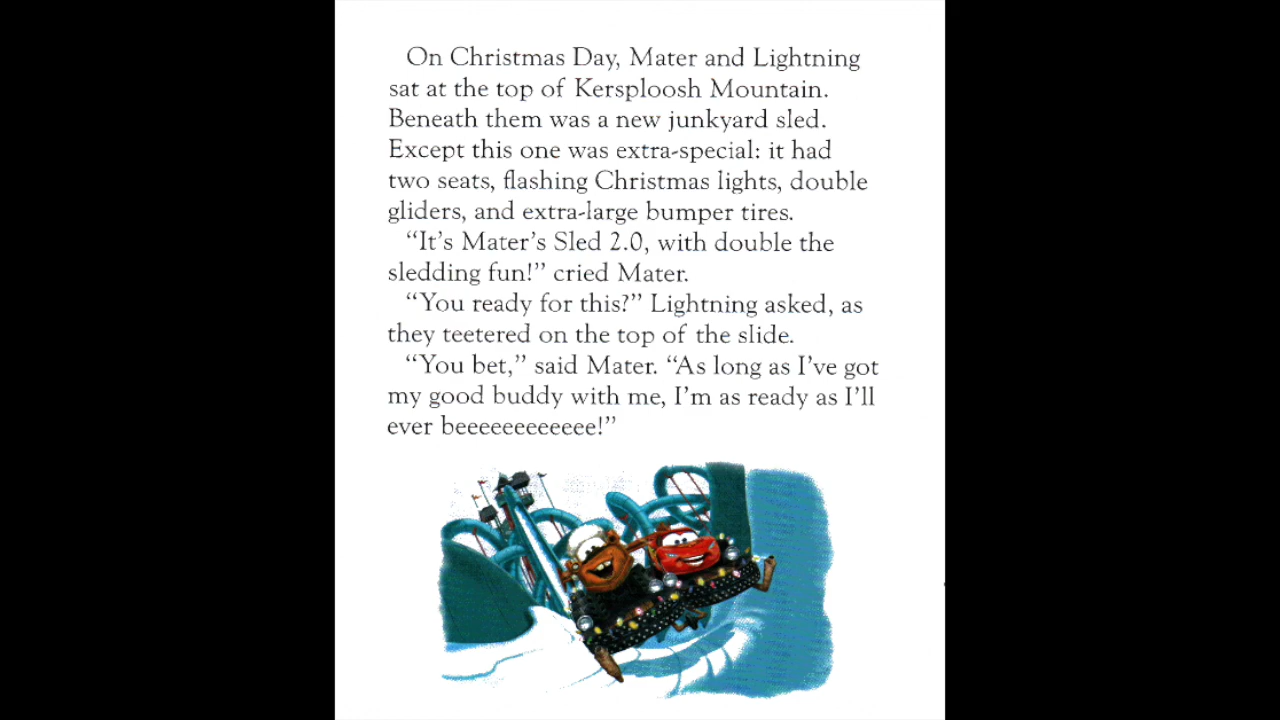 On Christmas Day, Mater and Lightning
sat at the top of Kersploosh Mountain.
Beneath them was a new junkyard sled.
Except this one was extra-special: it had
two seats, flashing Christmas lights, double
gliders, and extra-large bumper tires.
“It’s Mater’s Sled 2.0, with double the
sledding fun!” cried Mater.
“You ready for this?” Lightning asked, as
they teetered on the top of the slide.
“You bet,” said Mater. “As long as I’ve got
my good buddy with me, I’m as ready as I’ll
ever beeeeeeeeeeee!”